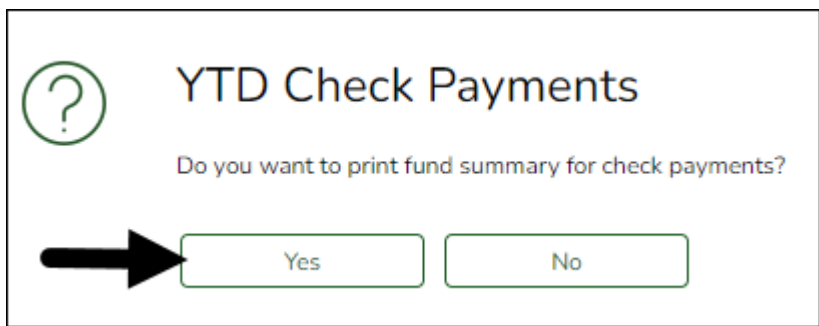 ?
YTD Check Payments
Do you want to print fund summary for check payments?
Yes
No